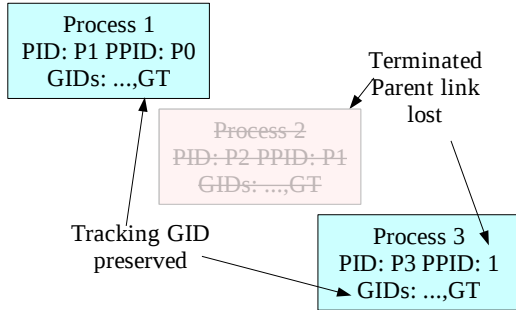 Process 1
PID: P1 PPID: P0
GIDs: ...,GT
Terminated
Parent link
lost
Process 2
PID: P2 PPID: P1
GIDs: ...,GT
Tracking GID
preserved
Process 3
PID: P3 PPID: 1
GIDs: ...,GT